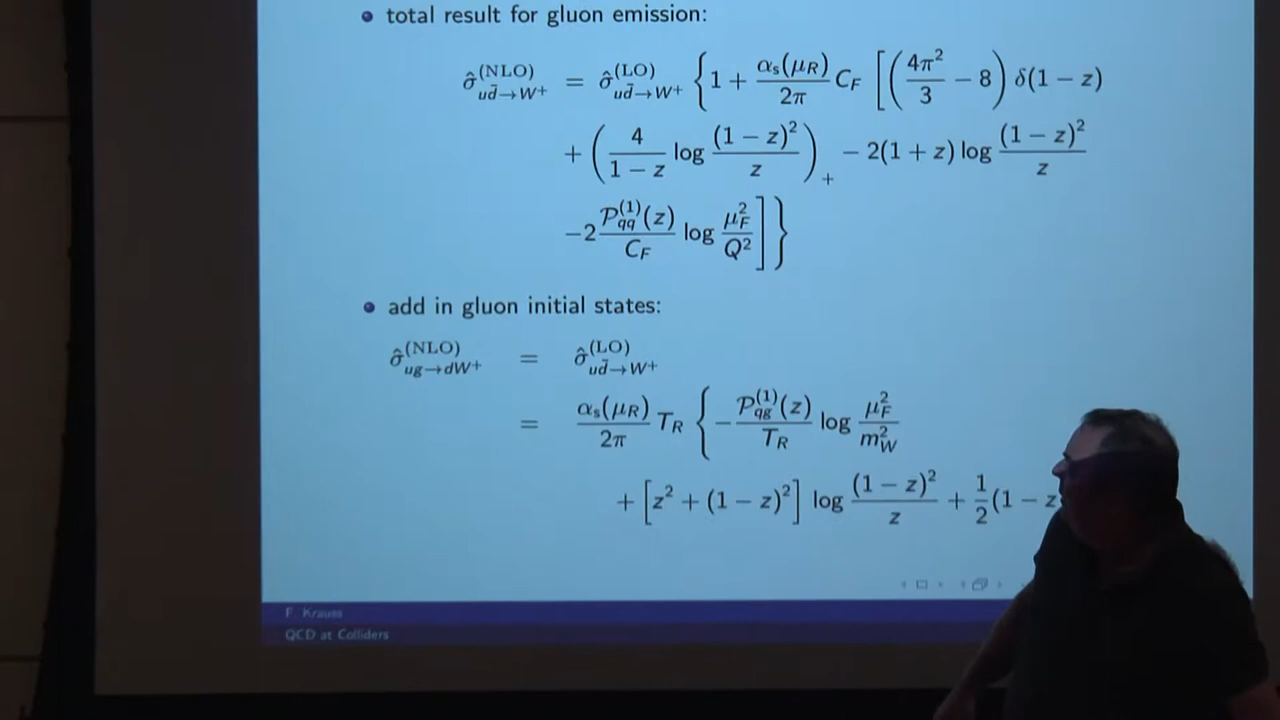 • total result for gluon emission:
σ̂^(NLO)_{ud̄→W⁺} = σ̂^(LO)_{ud̄→W⁺} { 1 + α_s(μ_R)/2π C_F [ ( 4π²/3 − 8 ) δ(1 − z)
+ ( 4/(1 − z) log (1 − z)²/z )_+ − 2(1 + z) log (1 − z)²/z
−2 P^(1)_qq(z)/C_F log μ_F²/Q² ] }
• add in gluon initial states:
σ̂^(NLO)_{ug→dW⁺} = σ̂^(LO)_{ud̄→W⁺}
= α_s(μ_R)/2π T_R { − P^(1)_qg(z)/T_R log μ_F²/m_W²
+ [ z² + (1 − z)² ] log (1 − z)²/z + 1/2 (1 − z
F. Krauss
QCD at Colliders